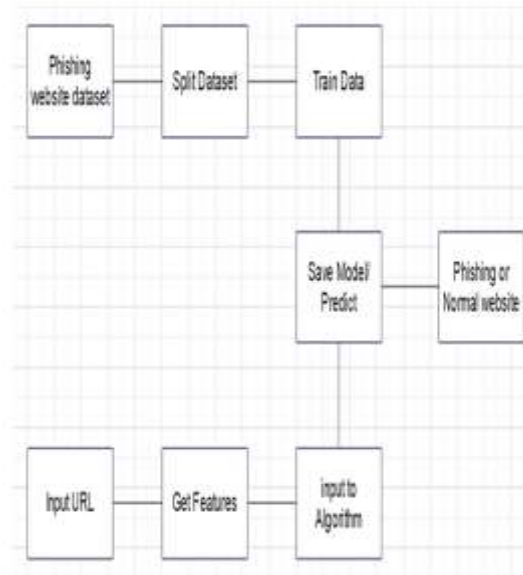 Phishing
website dataset
Split Dataset
Train Data
Save Model/
Predict
Phishing or
Normal website
Input URL
Get Features
input to
Algorithm